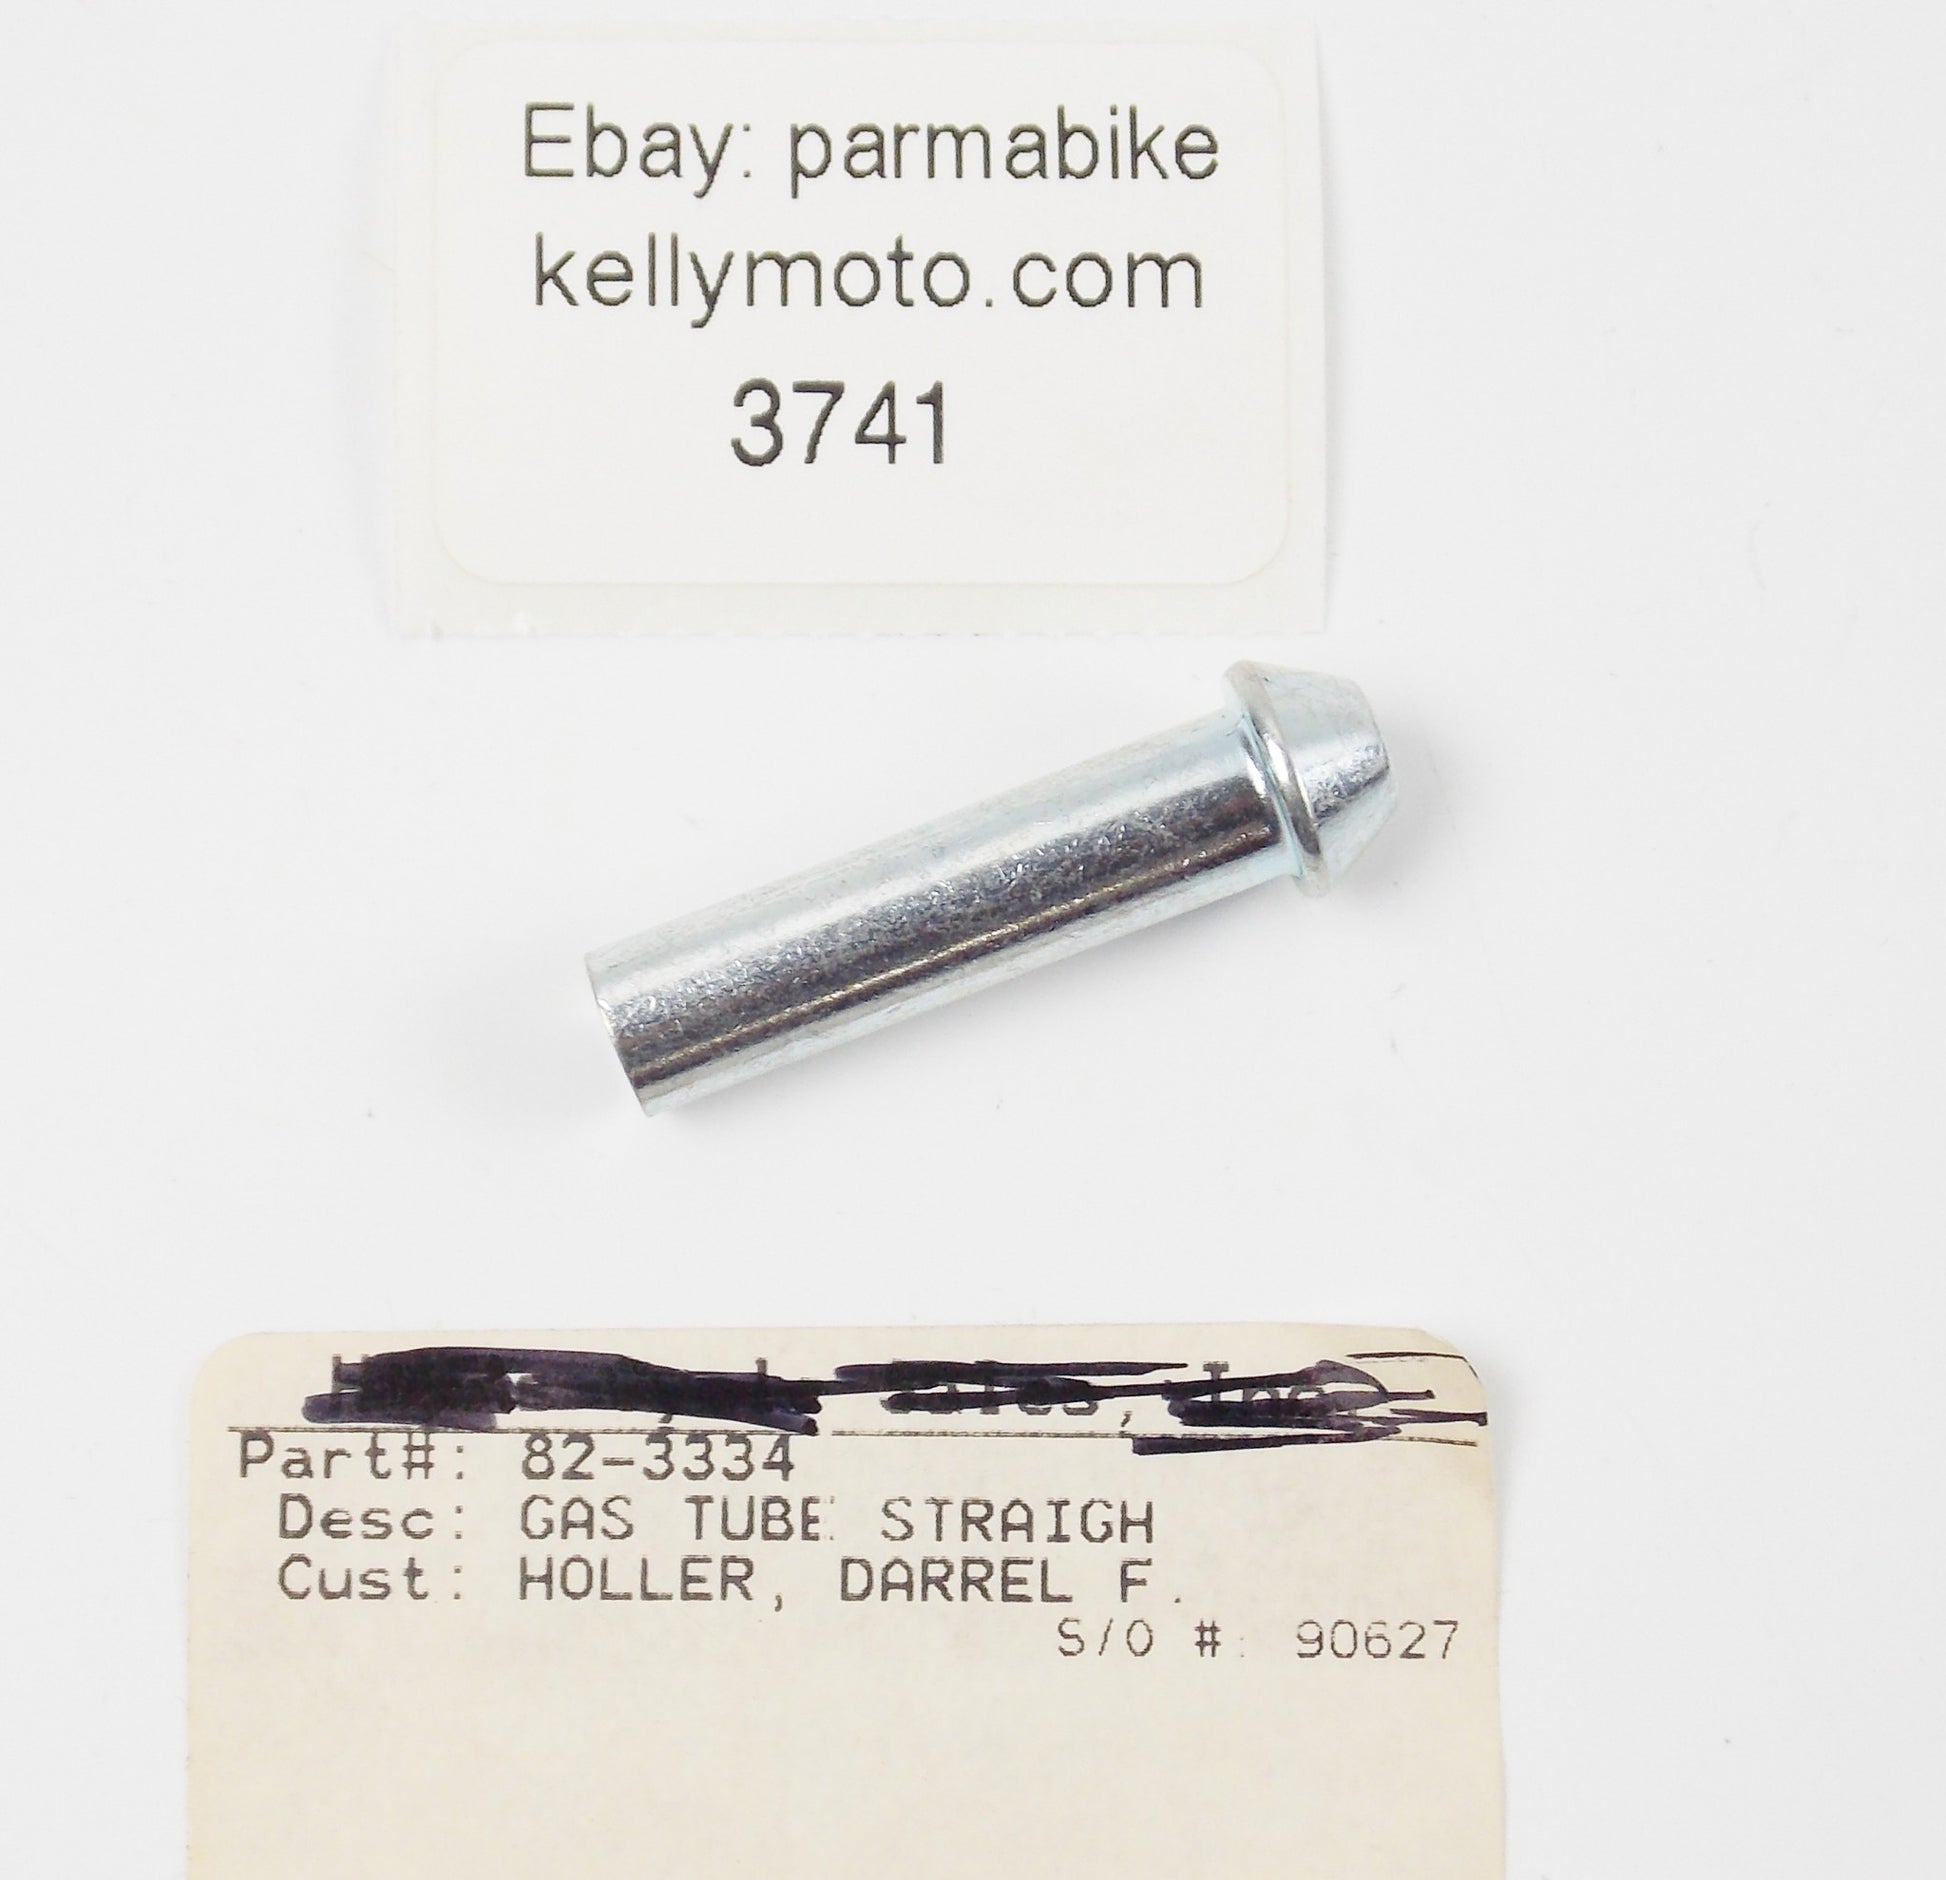 Ebay: parmabike
kellymoto.com
3741
Part#: 82-3334
Desc: GAS TUBE STRAIGH
Cust: HOLLER, DARREL F.
S/O #: 90627